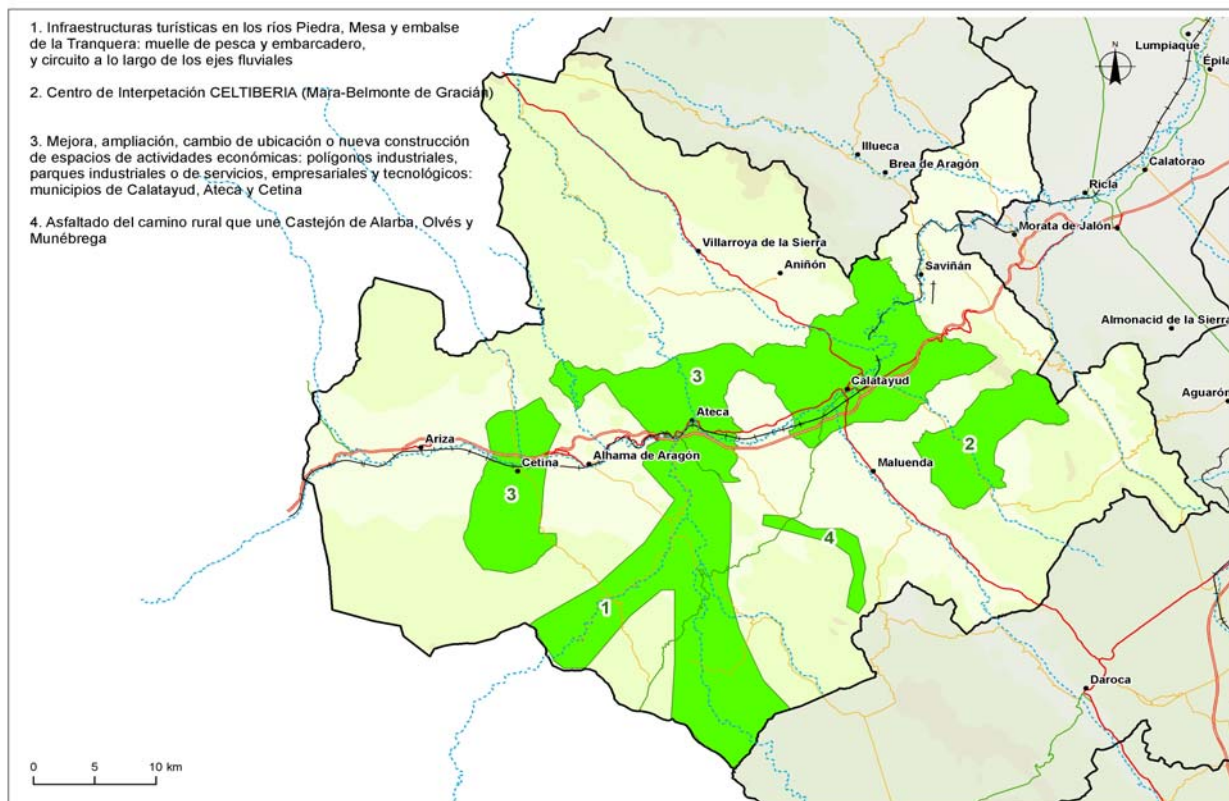 1. Infraestructuras turísticas en los ríos Piedra, Mesa y embalse
de la Tranquera: muelle de pesca y embarcadero,
y circuito a lo largo de los ejes fluviales
2. Centro de Interpetación CELTIBERIA (Mara-Belmonte de Gracián)
3. Mejora, ampliación, cambio de ubicación o nueva construcción
de espacios de actividades económicas: polígonos industriales,
parques industriales o de servicios, empresariales y tecnológicos:
municipios de Calatayud, Ateca y Cetina
4. Asfaltado del camino rural que une Castejón de Alarba, Olvés y
Munébrega
N
Lumpiaque
Épila
Illueca
Brea de Aragón
Calatorao
Ricla
Morata de Jalón
Villarroya de la Sierra
Aniñón
Saviñán
Almonacid de la Sierra
3
Calatayud
Aguarón
Ateca
Ariza
2
Alhama de Aragón
Cetina
Maluenda
3
4
1
Daroca
0 5 10 km